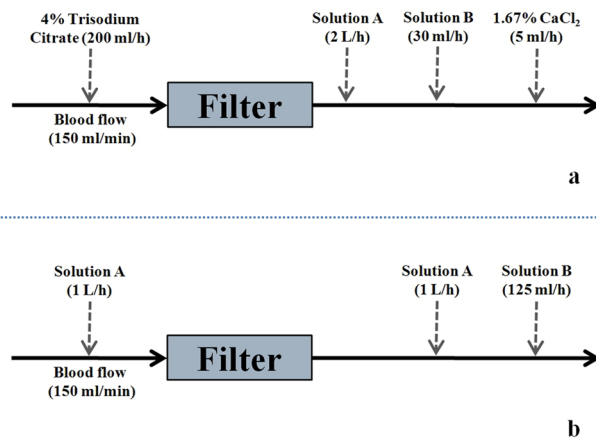 4% Trisodium
Citrate (200 ml/h)
Solution A
(2 L/h)
Solution B
(30 ml/h)
1.67% CaCl₂
(5 ml/h)
Filter
Blood flow
(150 ml/min)
a
Solution A
(1 L/h)
Solution A
(1 L/h)
Solution B
(125 ml/h)
Filter
Blood flow
(150 ml/min)
b